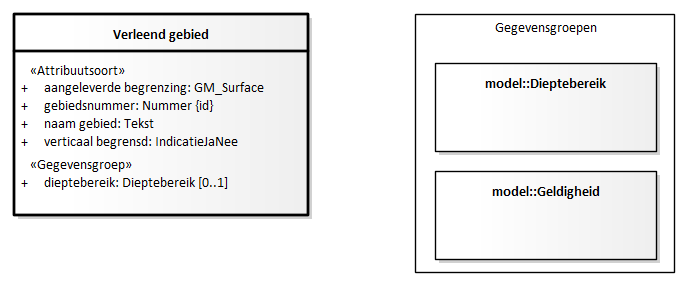 Verleend gebied
«Attribuutsoort»
+ aangeleverde begrenzing: GM_Surface
+ gebiedsnummer: Nummer {id}
+ naam gebied: Tekst
+ verticaal begrensd: IndicatieJaNee
«Gegevensgroep»
+ dieptebereik: Dieptebereik [0..1]
Gegevensgroepen
model::Dieptebereik
model::Geldigheid